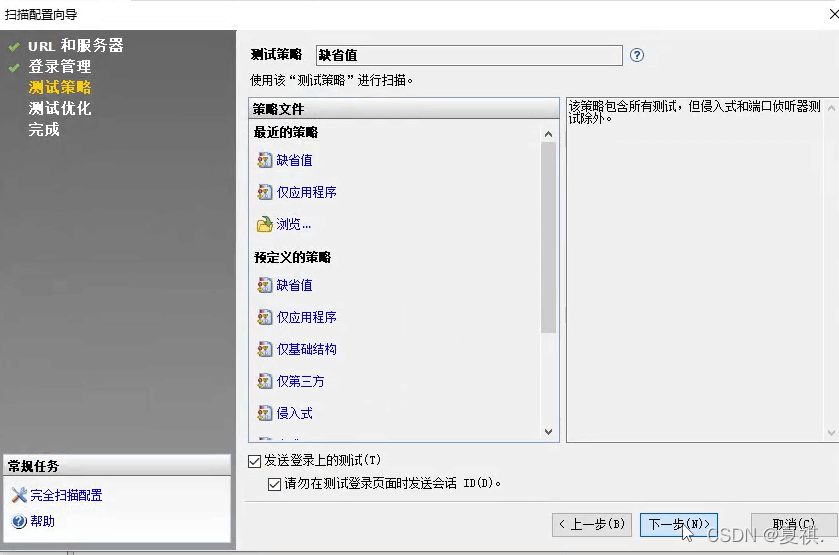 扫描配置向导
URL 和服务器
登录管理
测试策略
测试优化
完成
常规任务
完全扫描配置
帮助
测试策略 缺省值
使用该“测试策略”进行扫描。
策略文件
最近的策略
缺省值
仅应用程序
浏览...
预定义的策略
缺省值
仅应用程序
仅基础结构
仅第三方
侵入式
该策略包含所有测试，但侵入式和端口侦听器测
试除外。
发送登录上的测试(T)
请勿在测试登录页面时发送会话 ID(D)。
< 上一步(B) 下一步(N)> 取消(C)
CSDN @夏祺.